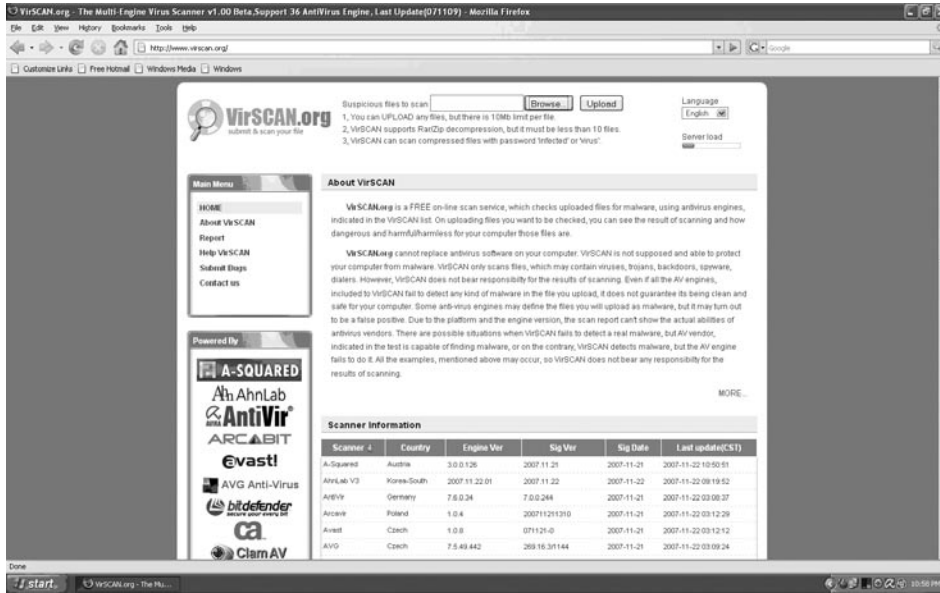 VirSCAN.org - The Multi-Engine Virus Scanner v1.00 Beta,Support 36 AntiVirus Engine, Last Update(071109) - Mozilla Firefox
File Edit View History Bookmarks Tools Help
http://www.virscan.org/
Google
Customize Links Free Hotmail Windows Media Windows
VirSCAN.org
submit & scan your file
Suspicious files to scan Browse... Upload
1, You can UPLOAD any files, but there is 10Mb limit per file.
2, VirSCAN supports Rar/Zip decompression, but it must be less than 10 files.
3, VirSCAN can scan compressed files with password 'infected' or 'virus'.
Language
English
Server load
Main Menu
HOME
About VirSCAN
Report
Help VirSCAN
Submit Bugs
Contact us
Powered By
A-SQUARED
Ah AhnLab
AVIRA AntiVir®
ARCABIT
avast!
AVG Anti-Virus
bitdefender
secure your every bit
ca
Clam AV
About VirSCAN
VirSCAN.org is a FREE on-line scan service, which checks uploaded files for malware, using antivirus engines,
indicated in the VirSCAN list. On uploading files you want to be checked, you can see the result of scanning and how
dangerous and harmful/harmless for your computer those files are.
VirSCAN.org cannot replace antivirus software on your computer. VirSCAN is not supposed and able to protect
your computer from malware. VirSCAN only scans files, which may contain viruses, trojans, backdoors, spyware,
dialers. However, VirSCAN does not bear responsibility for the results of scanning. Even if all the AV engines,
included to VirSCAN fail to detect any kind of malware in the file you upload, it does not guarantee its being clean and
safe for your computer. Some anti-virus engines may define the files you will upload as malware, but it may turn out
to be a false positive. Due to the platform and the engine version, the scan report can't show the actual abilities of
antivirus vendors. There are possible situations when VirSCAN fails to detect a real malware, but AV vendor,
indicated in the test is capable of finding malware, or on the contrary, VirSCAN detects malware, but the AV engine
fails to do it. All the examples, mentioned above may occur, so VirSCAN does not bear any responsibility for the
results of scanning.
MORE...
Scanner Information
Scanner Country Engine Ver Sig Ver Sig Date Last update(CST)
A-Squared Austria 3.0.0.126 2007.11.21 2007-11-21 2007-11-22 10:50:51
AhnLab V3 Korea-South 2007.11.22.01 2007.11.22 2007-11-22 2007-11-22 09:19:52
AntiVir Germany 7.6.0.34 7.0.0.244 2007-11-21 2007-11-22 03:08:37
Arcavir Poland 1.0.4 200711211310 2007-11-21 2007-11-22 03:12:29
Avast Czech 1.0.8 071121-0 2007-11-21 2007-11-22 03:12:12
AVG Czech 7.5.49.442 269.16.3/1144 2007-11-21 2007-11-22 03:09:24
Done
start
VirSCAN.org - The Mu...
10:56 PM